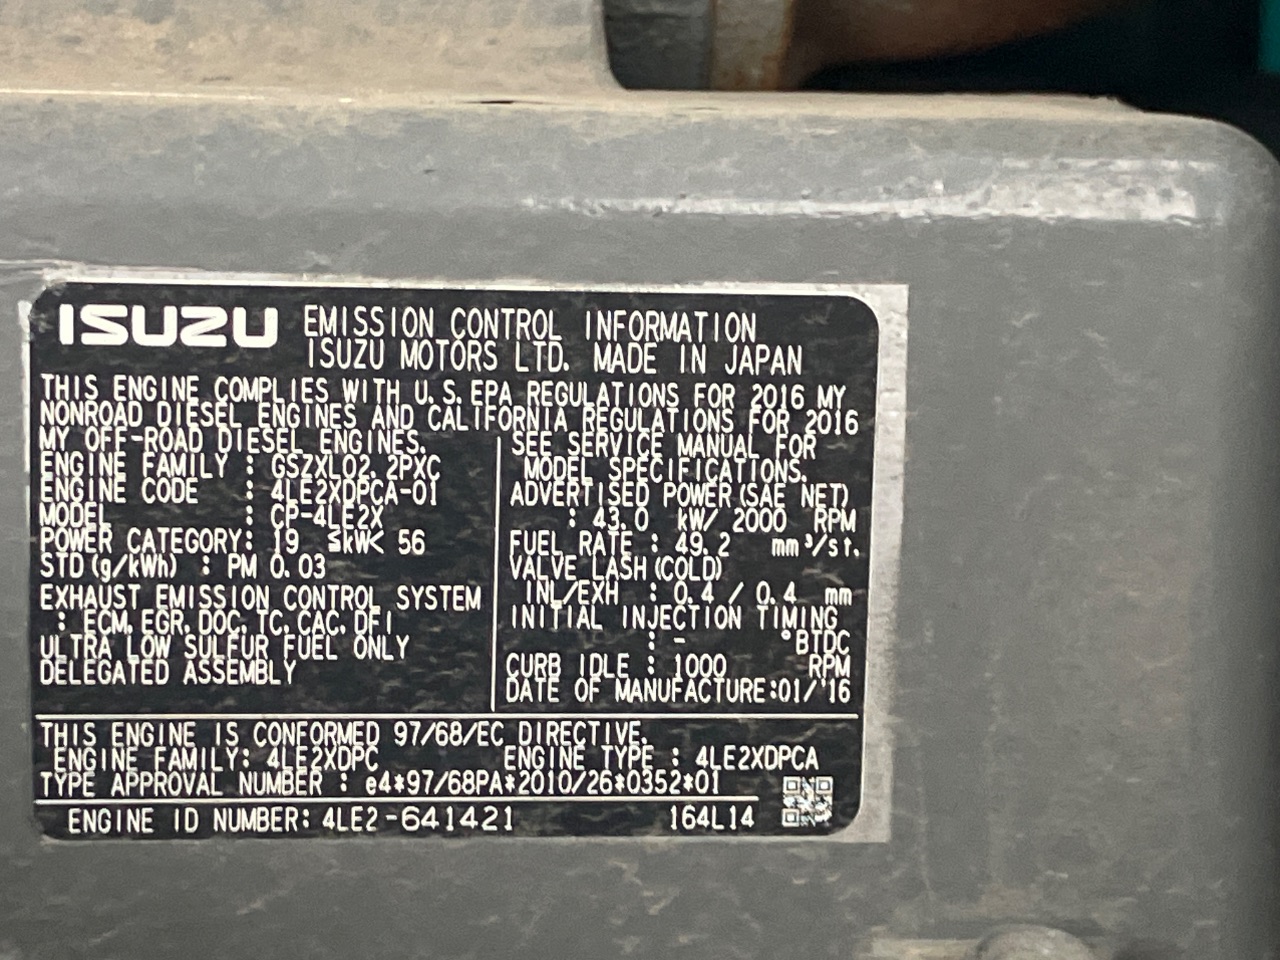 ISUZU EMISSION CONTROL INFORMATION
ISUZU MOTORS LTD. MADE IN JAPAN
THIS ENGINE COMPLIES WITH U.S.EPA REGULATIONS FOR 2016 MY
NONROAD DIESEL ENGINES AND CALIFORNIA REGULATIONS FOR 2016
MY OFF-ROAD DIESEL ENGINES.
ENGINE FAMILY : GSZXL02.2PXC
ENGINE CODE : 4LE2XDPCA-01
MODEL : CP-4LE2X
POWER CATEGORY: 19 ≦kW< 56
STD(g/kWh) : PM 0.03
EXHAUST EMISSION CONTROL SYSTEM
: ECM, EGR, DOC, TC, CAC, DFI
ULTRA LOW SULFUR FUEL ONLY
DELEGATED ASSEMBLY
SEE SERVICE MANUAL FOR
MODEL SPECIFICATIONS.
ADVERTISED POWER(SAE NET)
: 43.0 kW/ 2000 RPM
FUEL RATE : 49.2 mm³/st.
VALVE LASH(COLD)
INL/EXH : 0.4 / 0.4 mm
INITIAL INJECTION TIMING
: - °BTDC
CURB IDLE : 1000 RPM
DATE OF MANUFACTURE:01/'16
THIS ENGINE IS CONFORMED 97/68/EC DIRECTIVE.
ENGINE FAMILY: 4LE2XDPC ENGINE TYPE : 4LE2XDPCA
TYPE APPROVAL NUMBER : e4*97/68PA*2010/26*0352*01
ENGINE ID NUMBER: 4LE2-641421 164L14